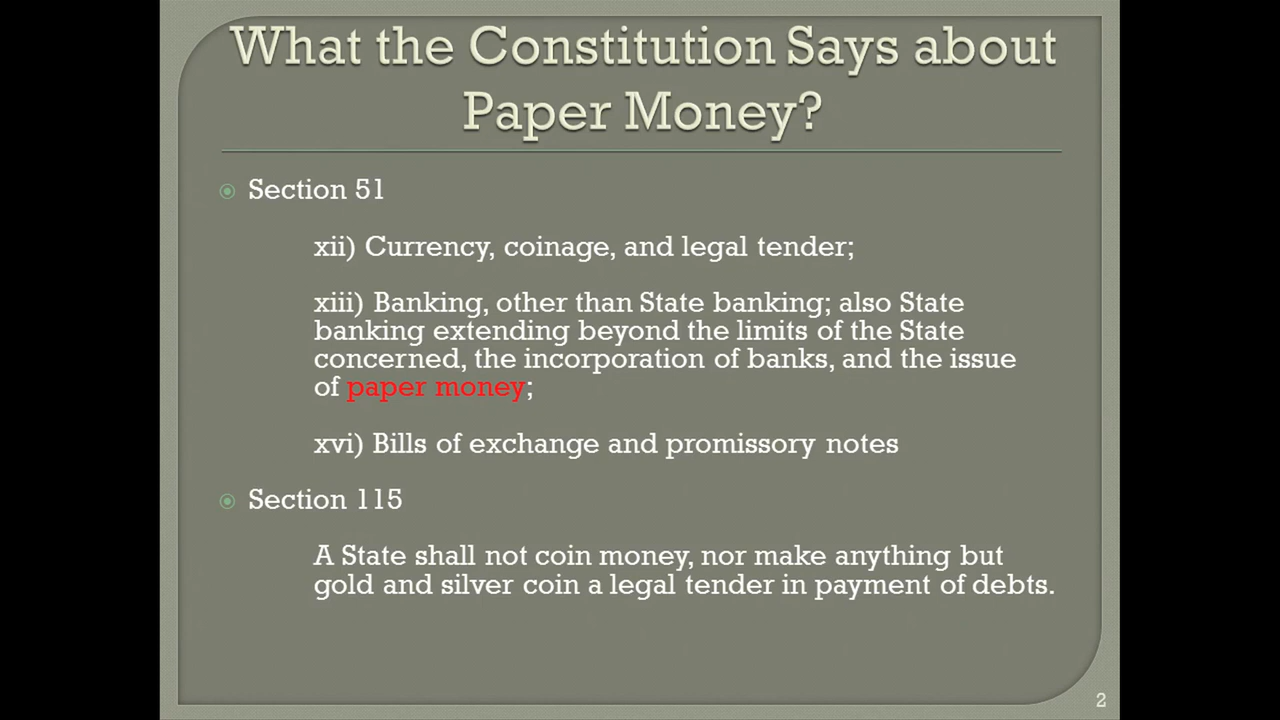 What the Constitution Says about
Paper Money?
Section 51
xii) Currency, coinage, and legal tender;
xiii) Banking, other than State banking; also State
banking extending beyond the limits of the State
concerned, the incorporation of banks, and the issue
of paper money;
xvi) Bills of exchange and promissory notes
Section 115
A State shall not coin money, nor make anything but
gold and silver coin a legal tender in payment of debts.
2